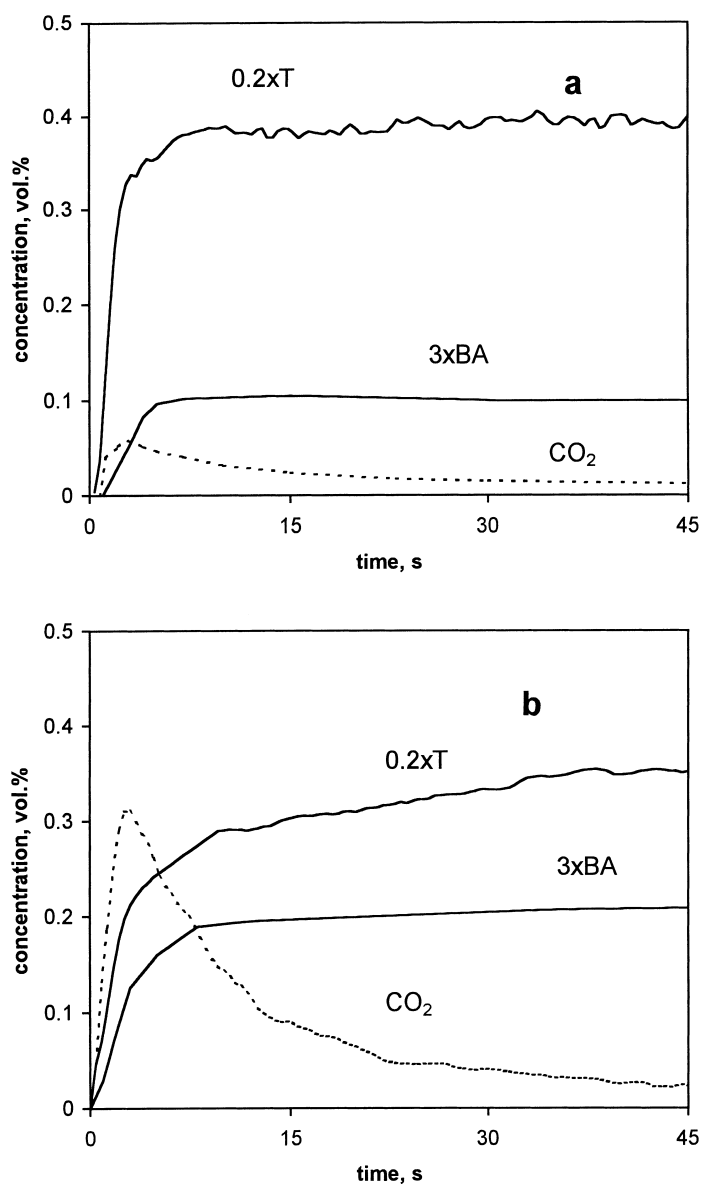 0.5
0.2xT
a
0.4
0.3
concentration, vol.%
0.2
3xBA
0.1
CO₂
0
0 15 30 45
time, s
0.5
b
0.4
0.2xT
0.3
concentration, vol.%
3xBA
0.2
CO₂
0.1
0
0 15 30 45
time, s